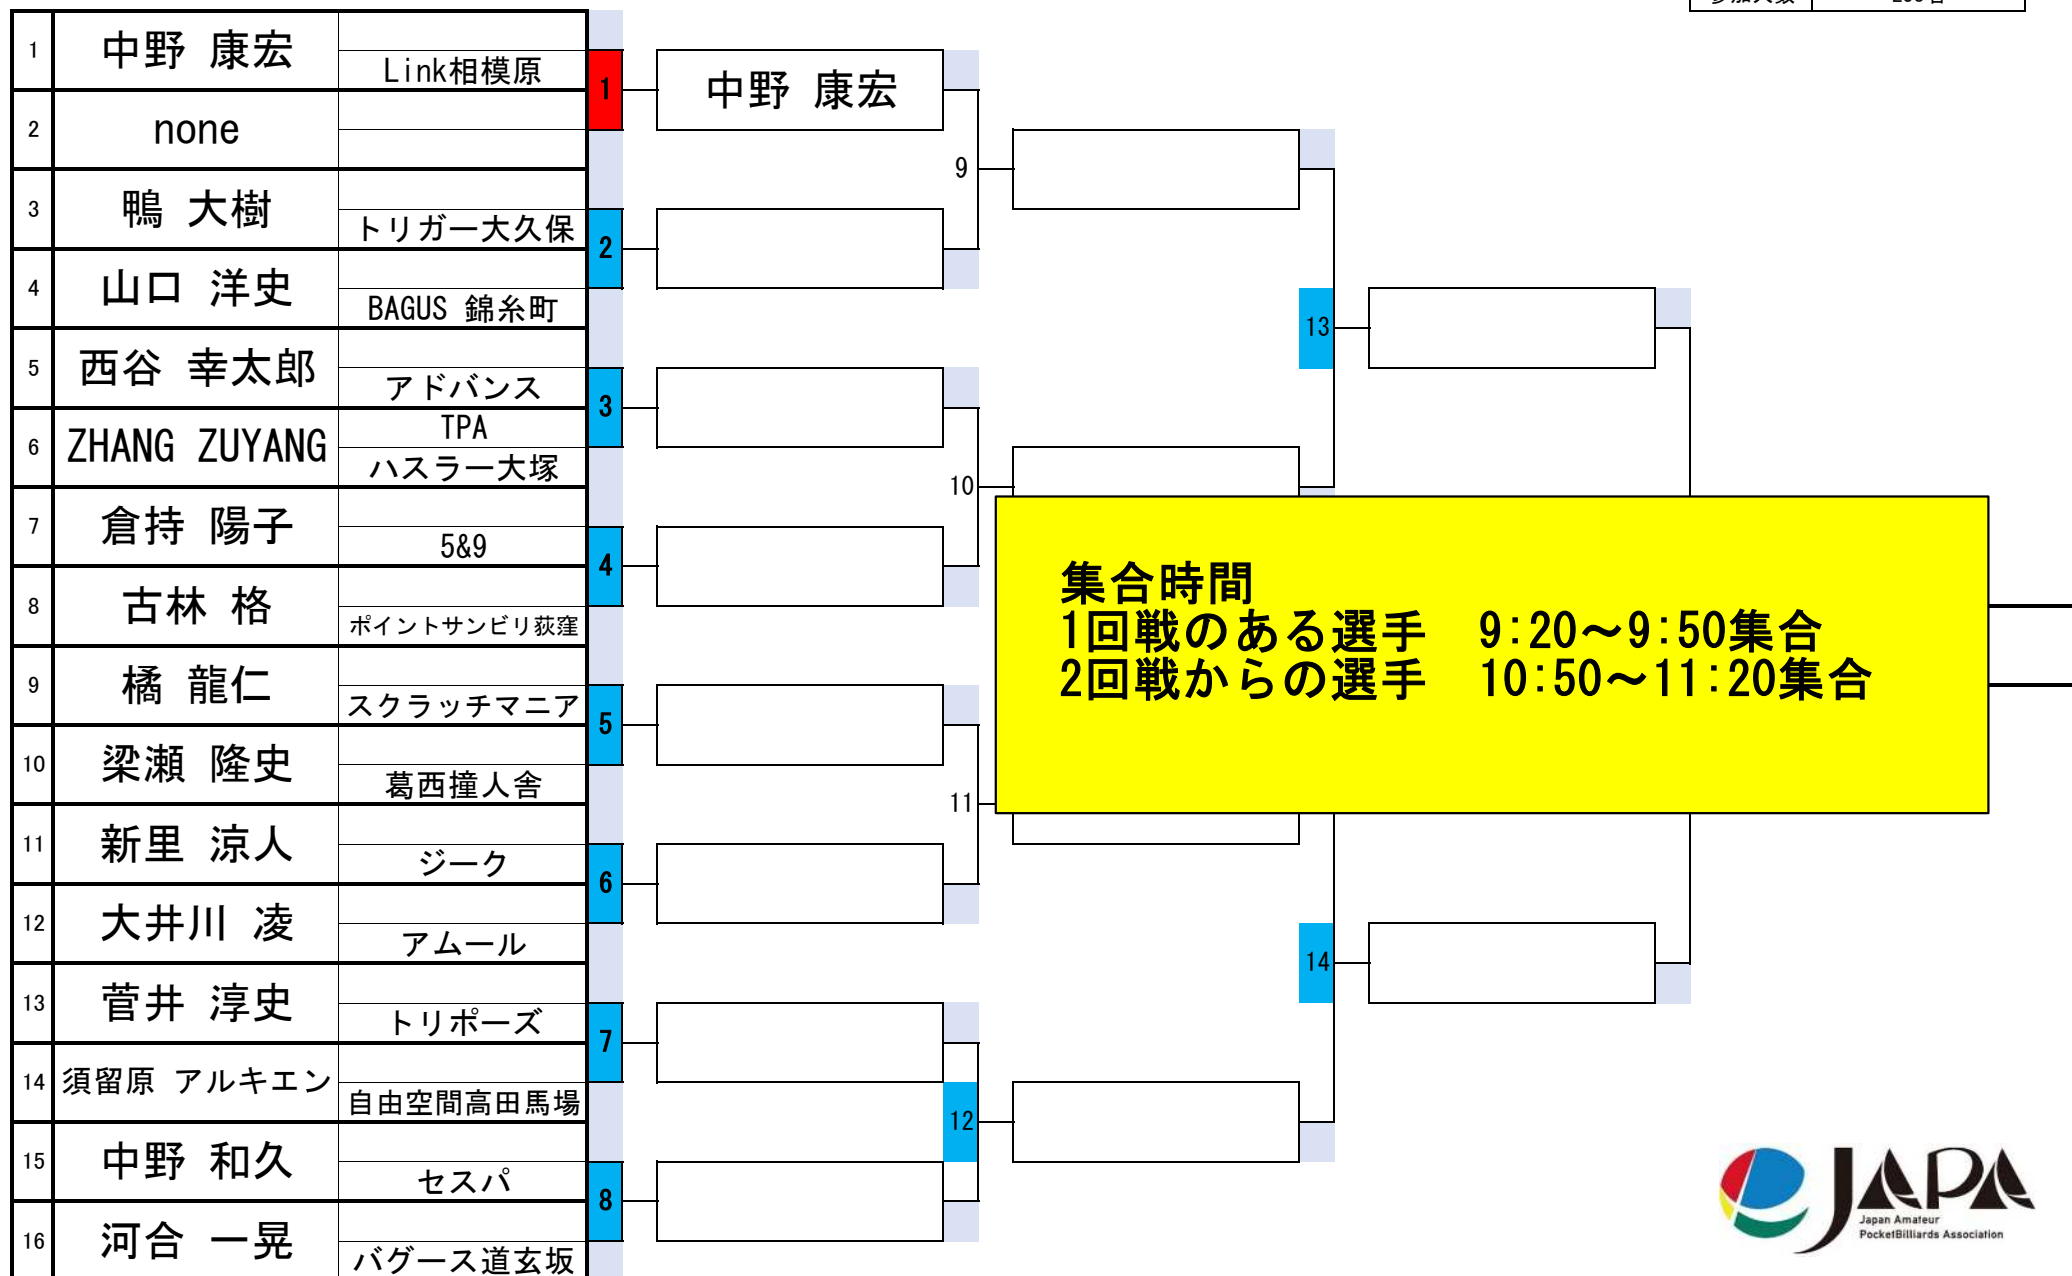 1 中野 康宏
Link相模原
2 none
3 鴨 大樹
トリガー大久保
4 山口 洋史
BAGUS 錦糸町
5 西谷 幸太郎
アドバンス
6 ZHANG ZUYANG
TPA
ハスラー大塚
7 倉持 陽子
5&9
8 古林 格
ポイントサンビリ荻窪
9 橘 龍仁
スクラッチマニア
10 梁瀬 隆史
葛西撞人舎
11 新里 涼人
ジーク
12 大井川 凌
アムール
13 菅井 淳史
トリポーズ
14 須留原 アルキエン
自由空間高田馬場
15 中野 和久
セスパ
16 河合 一晃
バグース道玄坂
1
2
3
4
5
6
7
8
中野 康宏
9
10
11
12
13
14
集合時間
1回戦のある選手 9:20～9:50集合
2回戦からの選手 10:50～11:20集合
JAPA
Japan Amateur
PocketBilliards Association